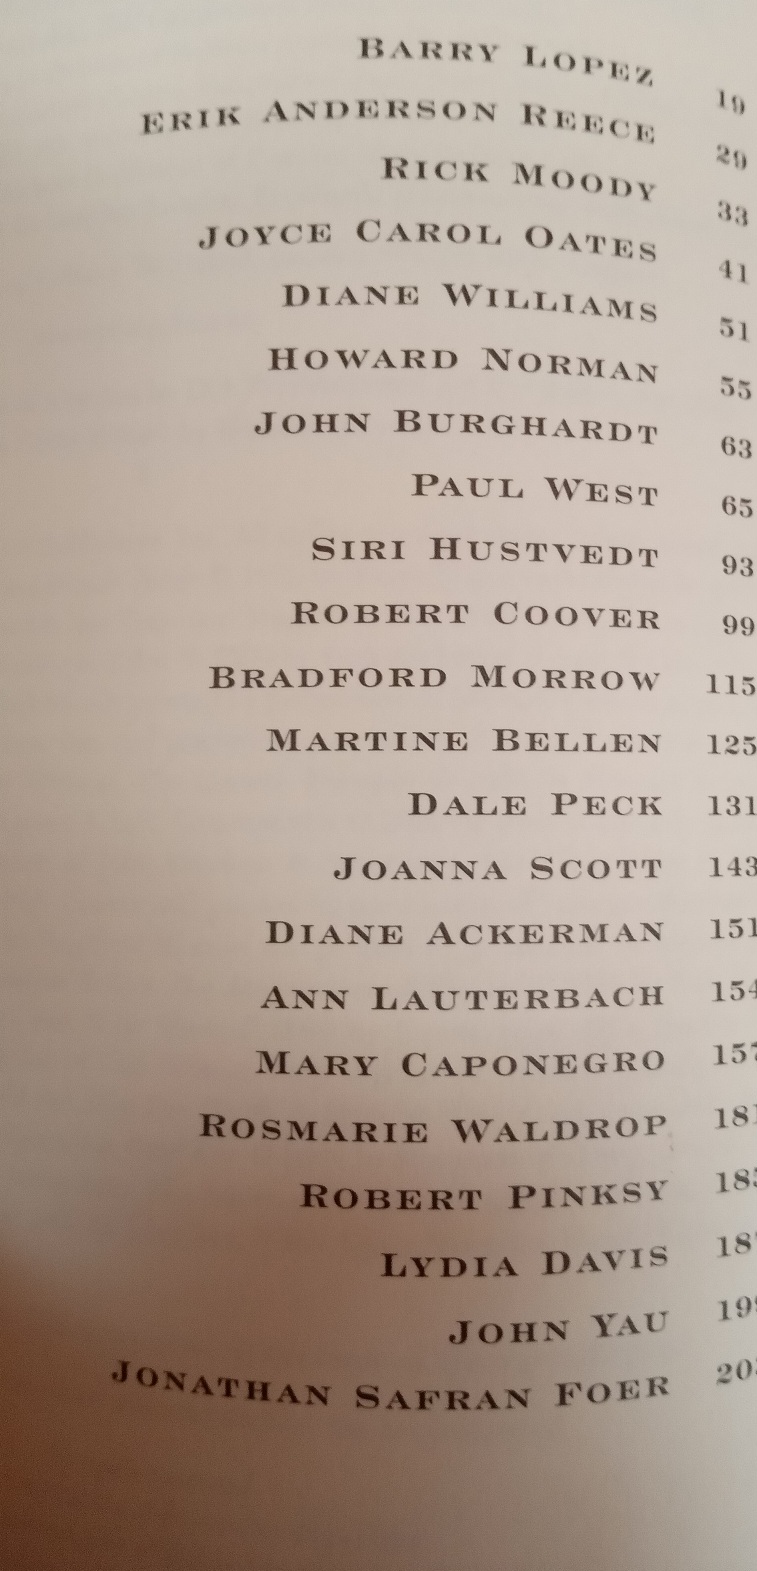 BARRY LOPEZ 19
ERIK ANDERSON REECE 29
RICK MOODY 33
JOYCE CAROL OATES 41
DIANE WILLIAMS 51
HOWARD NORMAN 55
JOHN BURGHARDT 63
PAUL WEST 65
SIRI HUSTVEDT 93
ROBERT COOVER 99
BRADFORD MORROW 115
MARTINE BELLEN 125
DALE PECK 131
JOANNA SCOTT 143
DIANE ACKERMAN 151
ANN LAUTERBACH 154
MARY CAPONEGRO 157
ROSMARIE WALDROP
ROBERT PINKSY
LYDIA DAVIS
JOHN YAU
JONATHAN SAFRAN FOER